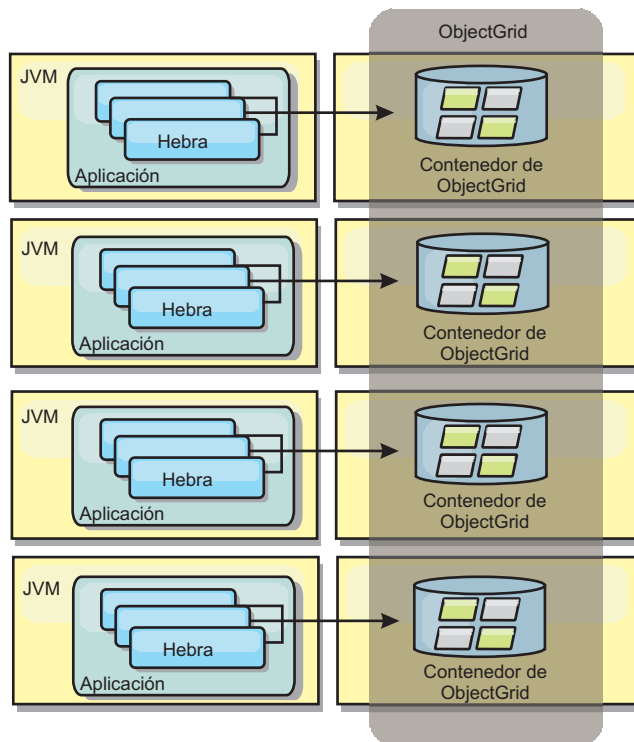 ObjectGrid
JVM
Hebra
Aplicación
Contenedor de
ObjectGrid
JVM
Hebra
Aplicación
Contenedor de
ObjectGrid
JVM
Hebra
Aplicación
Contenedor de
ObjectGrid
JVM
Hebra
Aplicación
Contenedor de
ObjectGrid